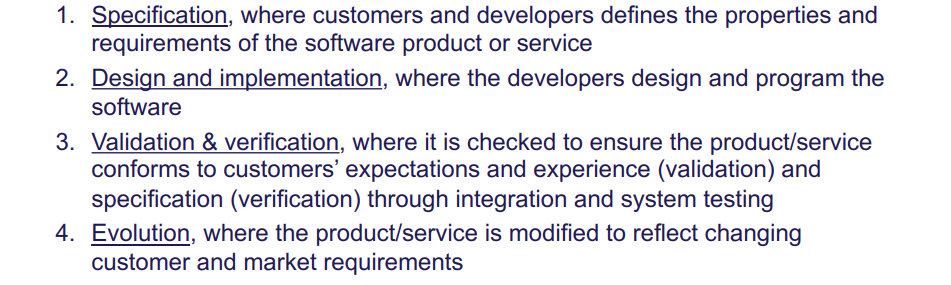 1. Specification, where customers and developers defines the properties and
requirements of the software product or service
2. Design and implementation, where the developers design and program the
software
3. Validation & verification, where it is checked to ensure the product/service
conforms to customers’ expectations and experience (validation) and
specification (verification) through integration and system testing
4. Evolution, where the product/service is modified to reflect changing
customer and market requirements